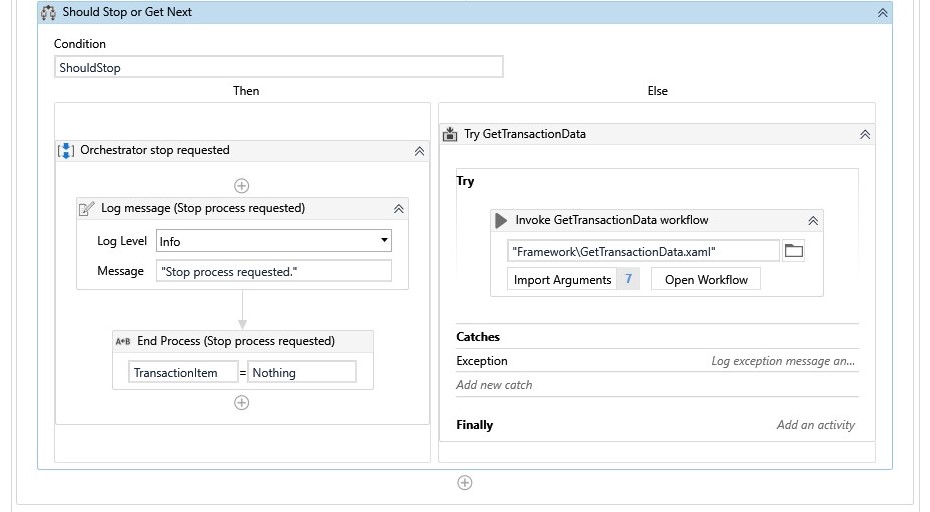 Should Stop or Get Next
Condition
ShouldStop
Then
Else
Orchestrator stop requested
Log message (Stop process requested)
Log Level
Info
Message
"Stop process requested."
A+B End Process (Stop process requested)
TransactionItem = Nothing
Try GetTransactionData
Try
Invoke GetTransactionData workflow
"Framework\GetTransactionData.xaml"
Import Arguments 7
Open Workflow
Catches
Exception
Log exception message an...
Add new catch
Finally
Add an activity